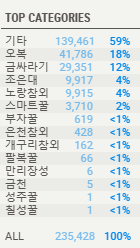 TOP CATEGORIES
기타 139,461 59%
오복 41,786 18%
금싸라기 29,351 12%
조은대 9,917 4%
노랑참외 9,915 4%
스마트꿀 3,710 2%
부자꿀 619 <1%
은천참외 428 <1%
개구리참외 162 <1%
팔복꿀 66 <1%
만리장성 6 <1%
금천 5 <1%
성주꿀 1 <1%
칠성꿀 1 <1%
ALL 235,428 100%